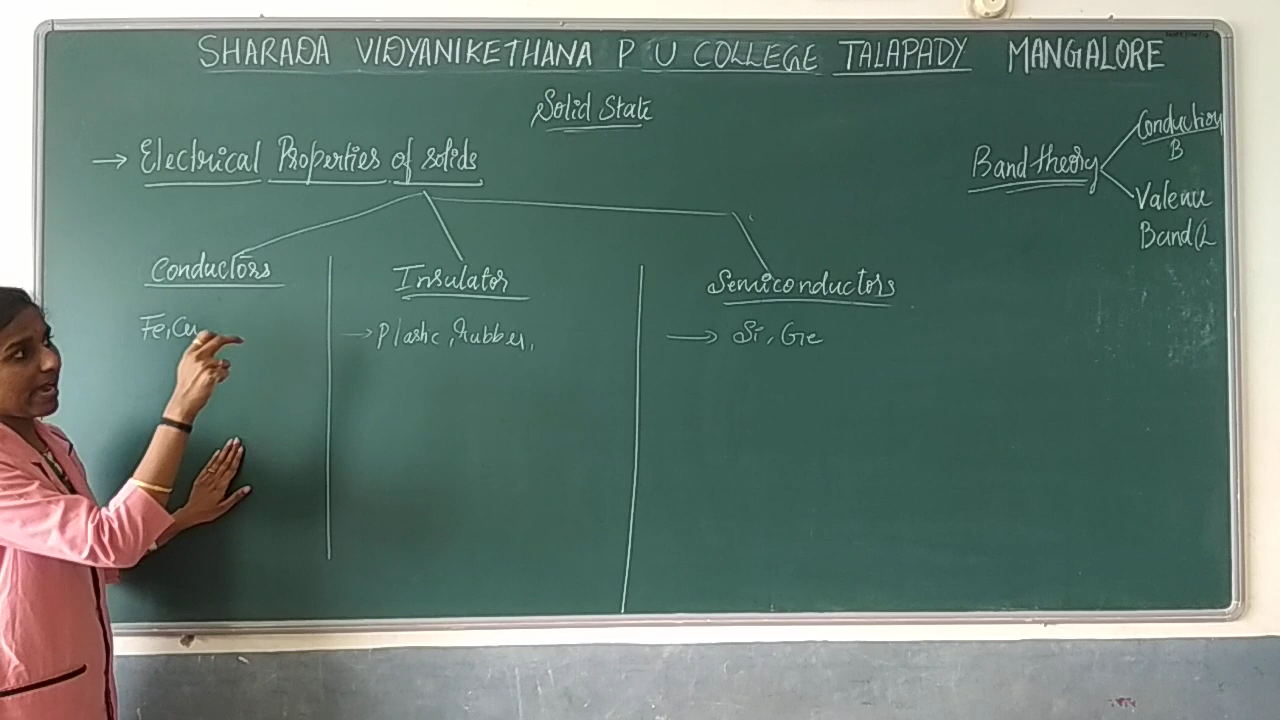 SHARADA VIDYANIKETHANA P U COLLEGE TALAPADY MANGALORE
Solid State
→ Electrical Properties of solids
Band theory
Conduction
B
Valence
Band
Conductors
Insulator
Semiconductors
Fe, Cu
→ Plastic, Rubber,
→ Si, Ge